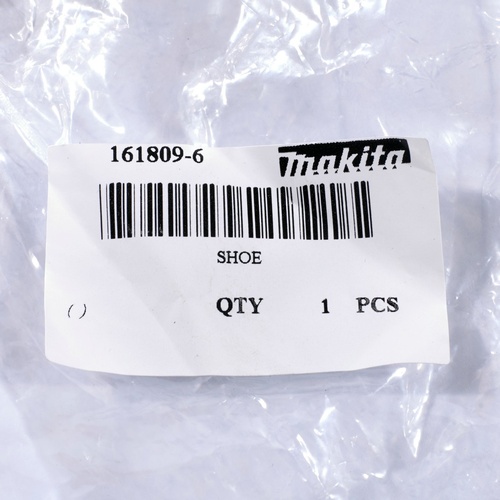 161809-6 makita
SHOE
( ) QTY 1 PCS